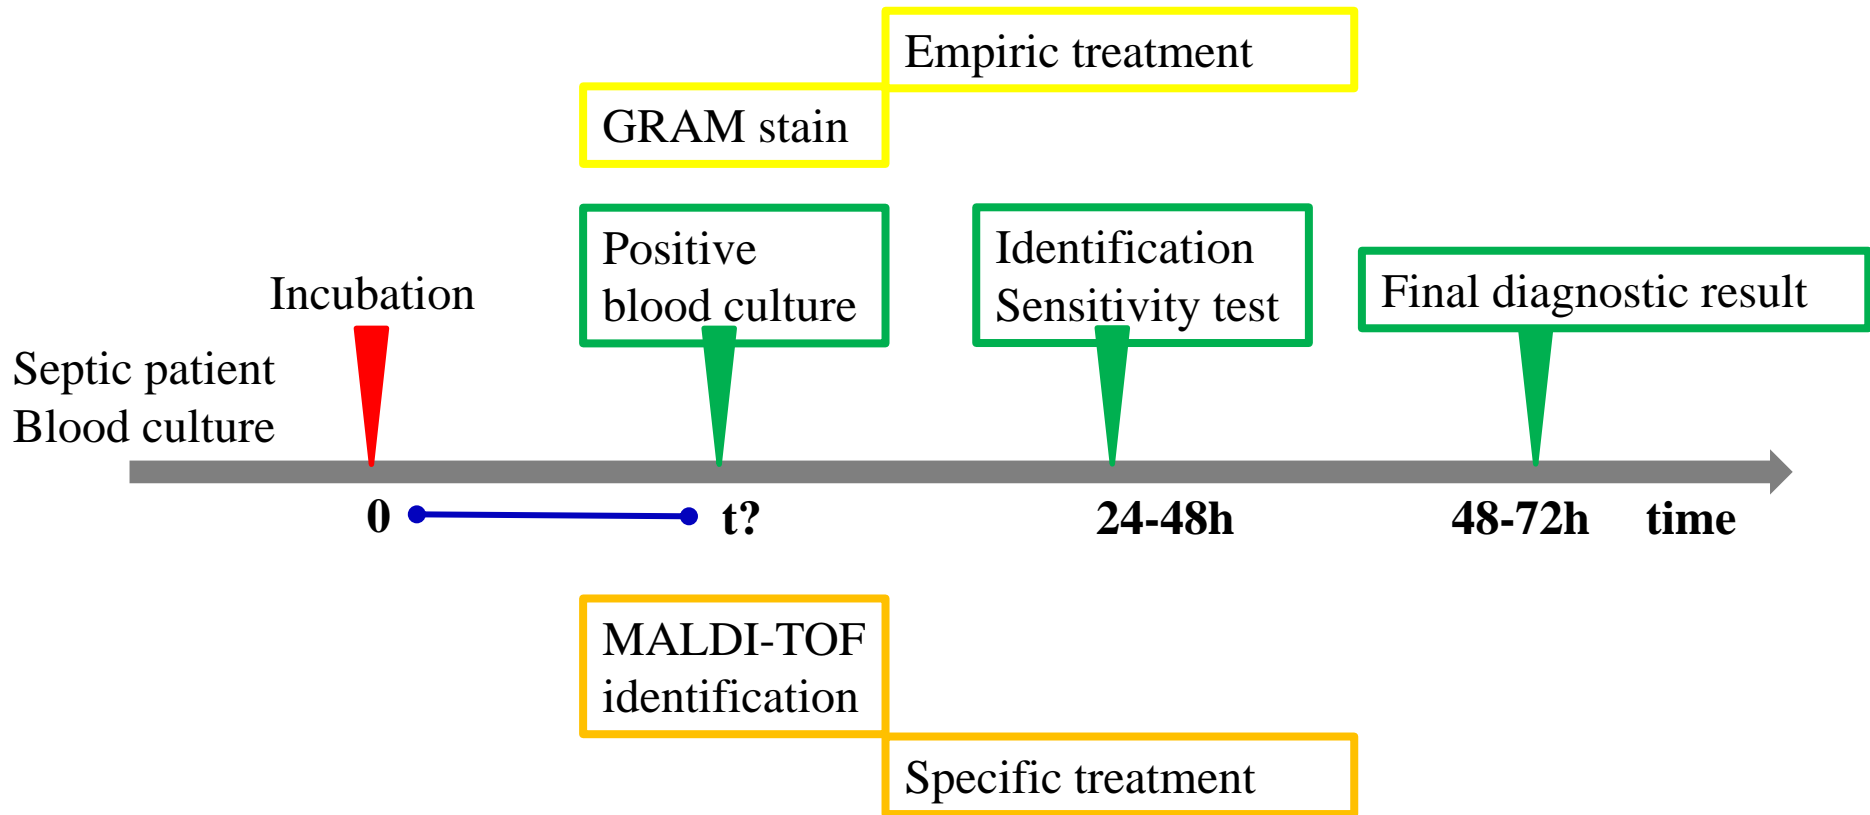 Empiric treatment
GRAM stain
Positive
blood culture
Identification
Sensitivity test
Final diagnostic result
Incubation
Septic patient
Blood culture
0
t?
24-48h
48-72h
time
MALDI-TOF
identification
Specific treatment